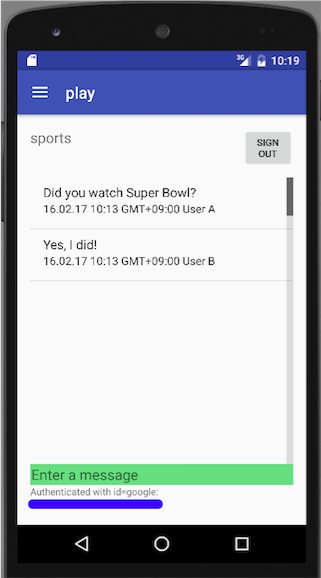 3G 10:19
play
sports
SIGN
OUT
Did you watch Super Bowl?
16.02.17 10:13 GMT+09:00 User A
Yes, I did!
16.02.17 10:13 GMT+09:00 User B
Enter a message
Authenticated with id=google: